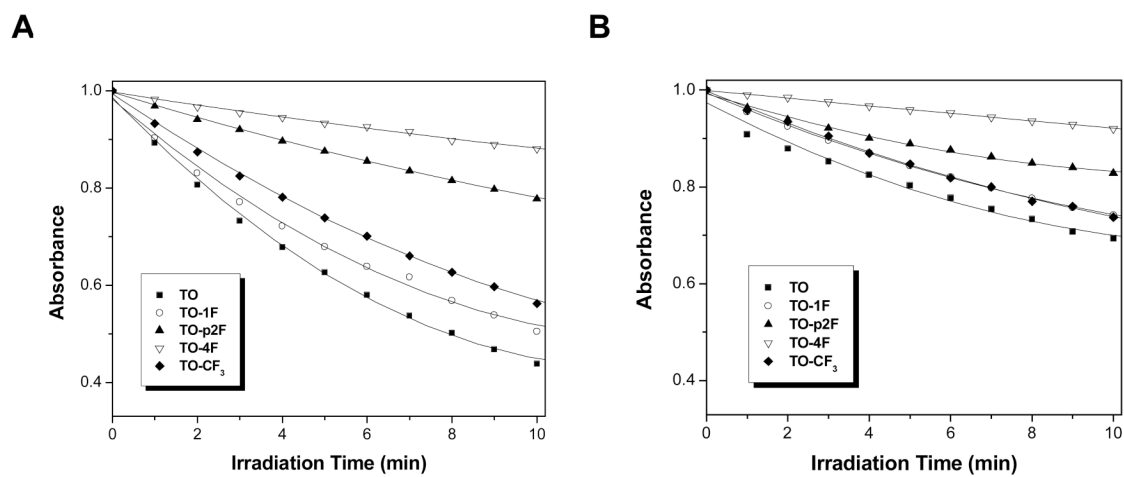 A
Absorbance
1.0
0.8
0.6
0.4
TO
TO-1F
TO-p2F
TO-4F
TO-CF₃
0 2 4 6 8 10
Irradiation Time (min)
B
Absorbance
1.0
0.8
0.6
0.4
TO
TO-1F
TO-p2F
TO-4F
TO-CF₃
0 2 4 6 8 10
Irradiation Time (min)